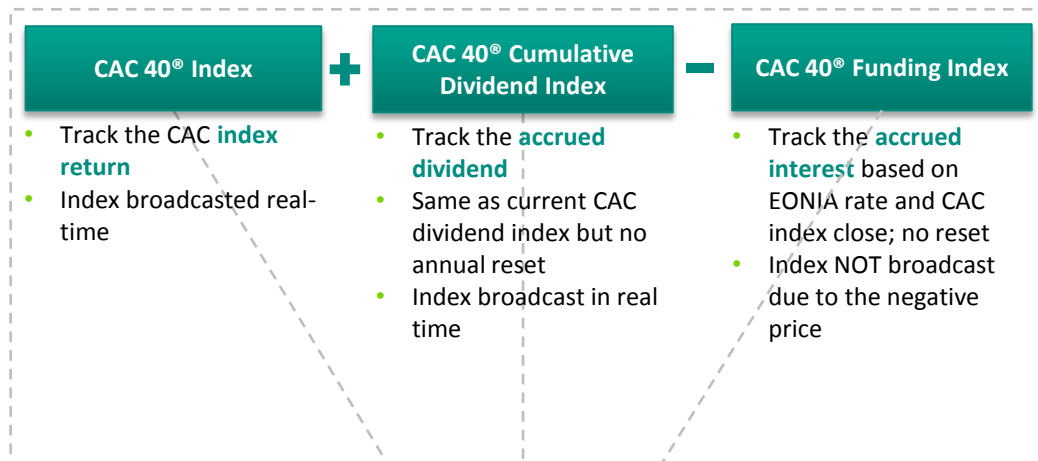 CAC 40® Index
CAC 40® Cumulative
Dividend Index
CAC 40® Funding Index
• Track the CAC index
return
• Index broadcasted real-
time
• Track the accrued
dividend
• Same as current CAC
dividend index but no
annual reset
• Index broadcast in real
time
• Track the accrued
interest based on
EONIA rate and CAC
index close; no reset
• Index NOT broadcast
due to the negative
price